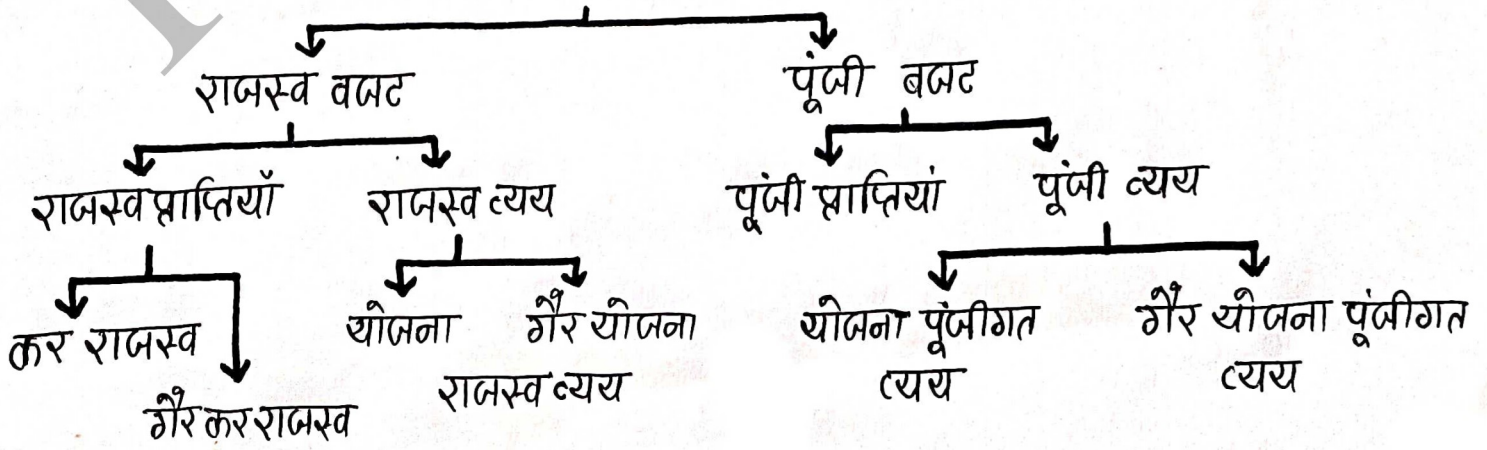 राजस्व वजट पूंजी बजट
राजस्व प्राप्तियाँ राजस्व व्यय पूंजी प्राप्तियां पूंजी व्यय
कर राजस्व योजना गैर योजना योजना पूंजीगत गैर योजना पूंजीगत
गैर कर राजस्व राजस्व व्यय व्यय व्यय